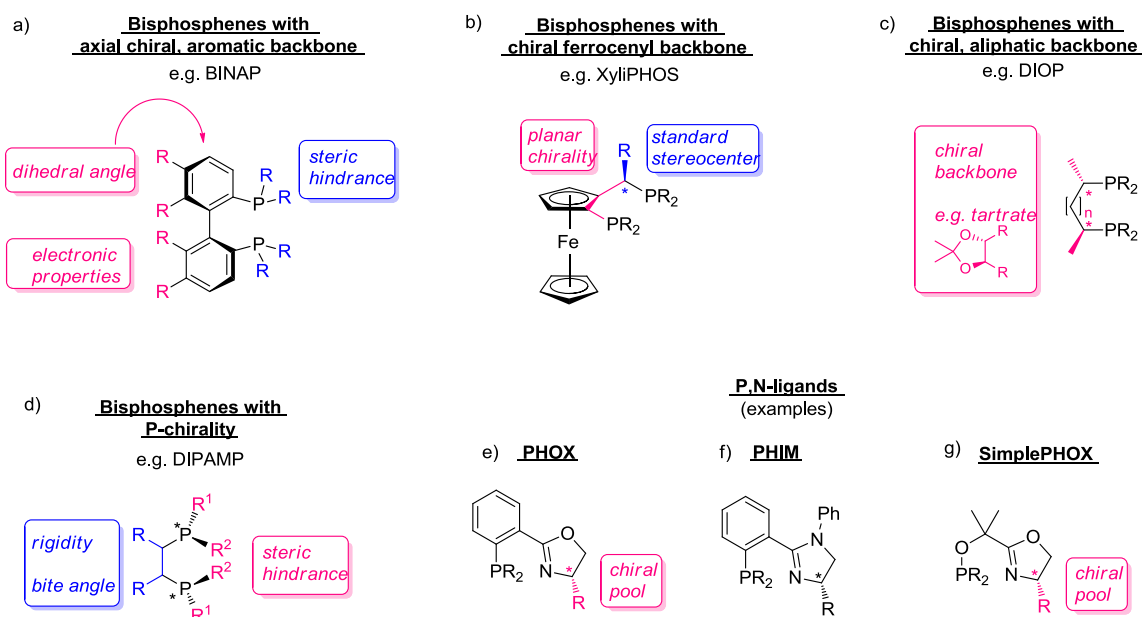 a)
Bisphosphenes with
axial chiral, aromatic backbone
e.g. BINAP
dihedral angle
steric
hindrance
electronic
properties
R
R
P
R
R
R
R
P
R
R
b)
Bisphosphenes with
chiral ferrocenyl backbone
e.g. XyliPHOS
planar
chirality
standard
stereocenter
R
*
PR2
PR2
Fe
c)
Bisphosphenes with
chiral, aliphatic backbone
e.g. DIOP
chiral
backbone
e.g. tartrate
O
R
O
R
*
PR2
n
*
PR2
d)
Bisphosphenes with
P-chirality
e.g. DIPAMP
rigidity
bite angle
steric
hindrance
R1
*
P
R
R2
R2
R
P
*
R1
P,N-ligands
(examples)
e)
PHOX
O
PR2
N
*
R
chiral
pool
f)
PHIM
Ph
N
PR2
N
*
R
g)
SimplePHOX
O
O
PR2
N
*
R
chiral
pool